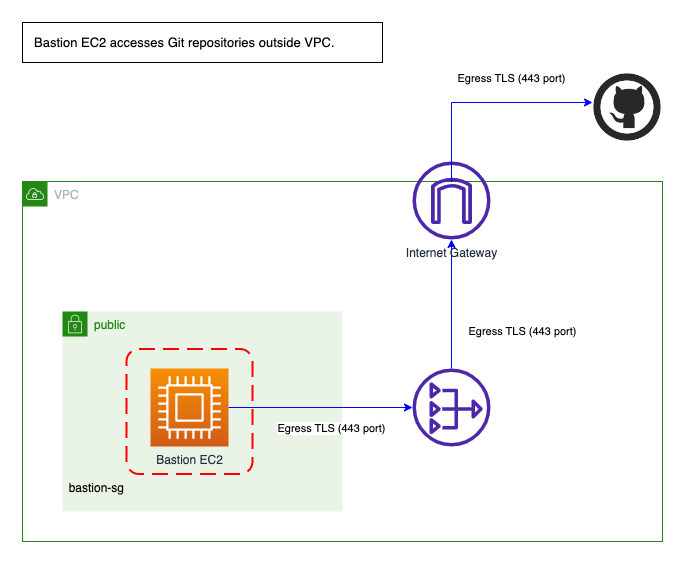 Bastion EC2 accesses Git repositories outside VPC.
Egress TLS (443 port)
VPC
Internet Gateway
public
Egress TLS (443 port)
Egress TLS (443 port)
Bastion EC2
bastion-sg